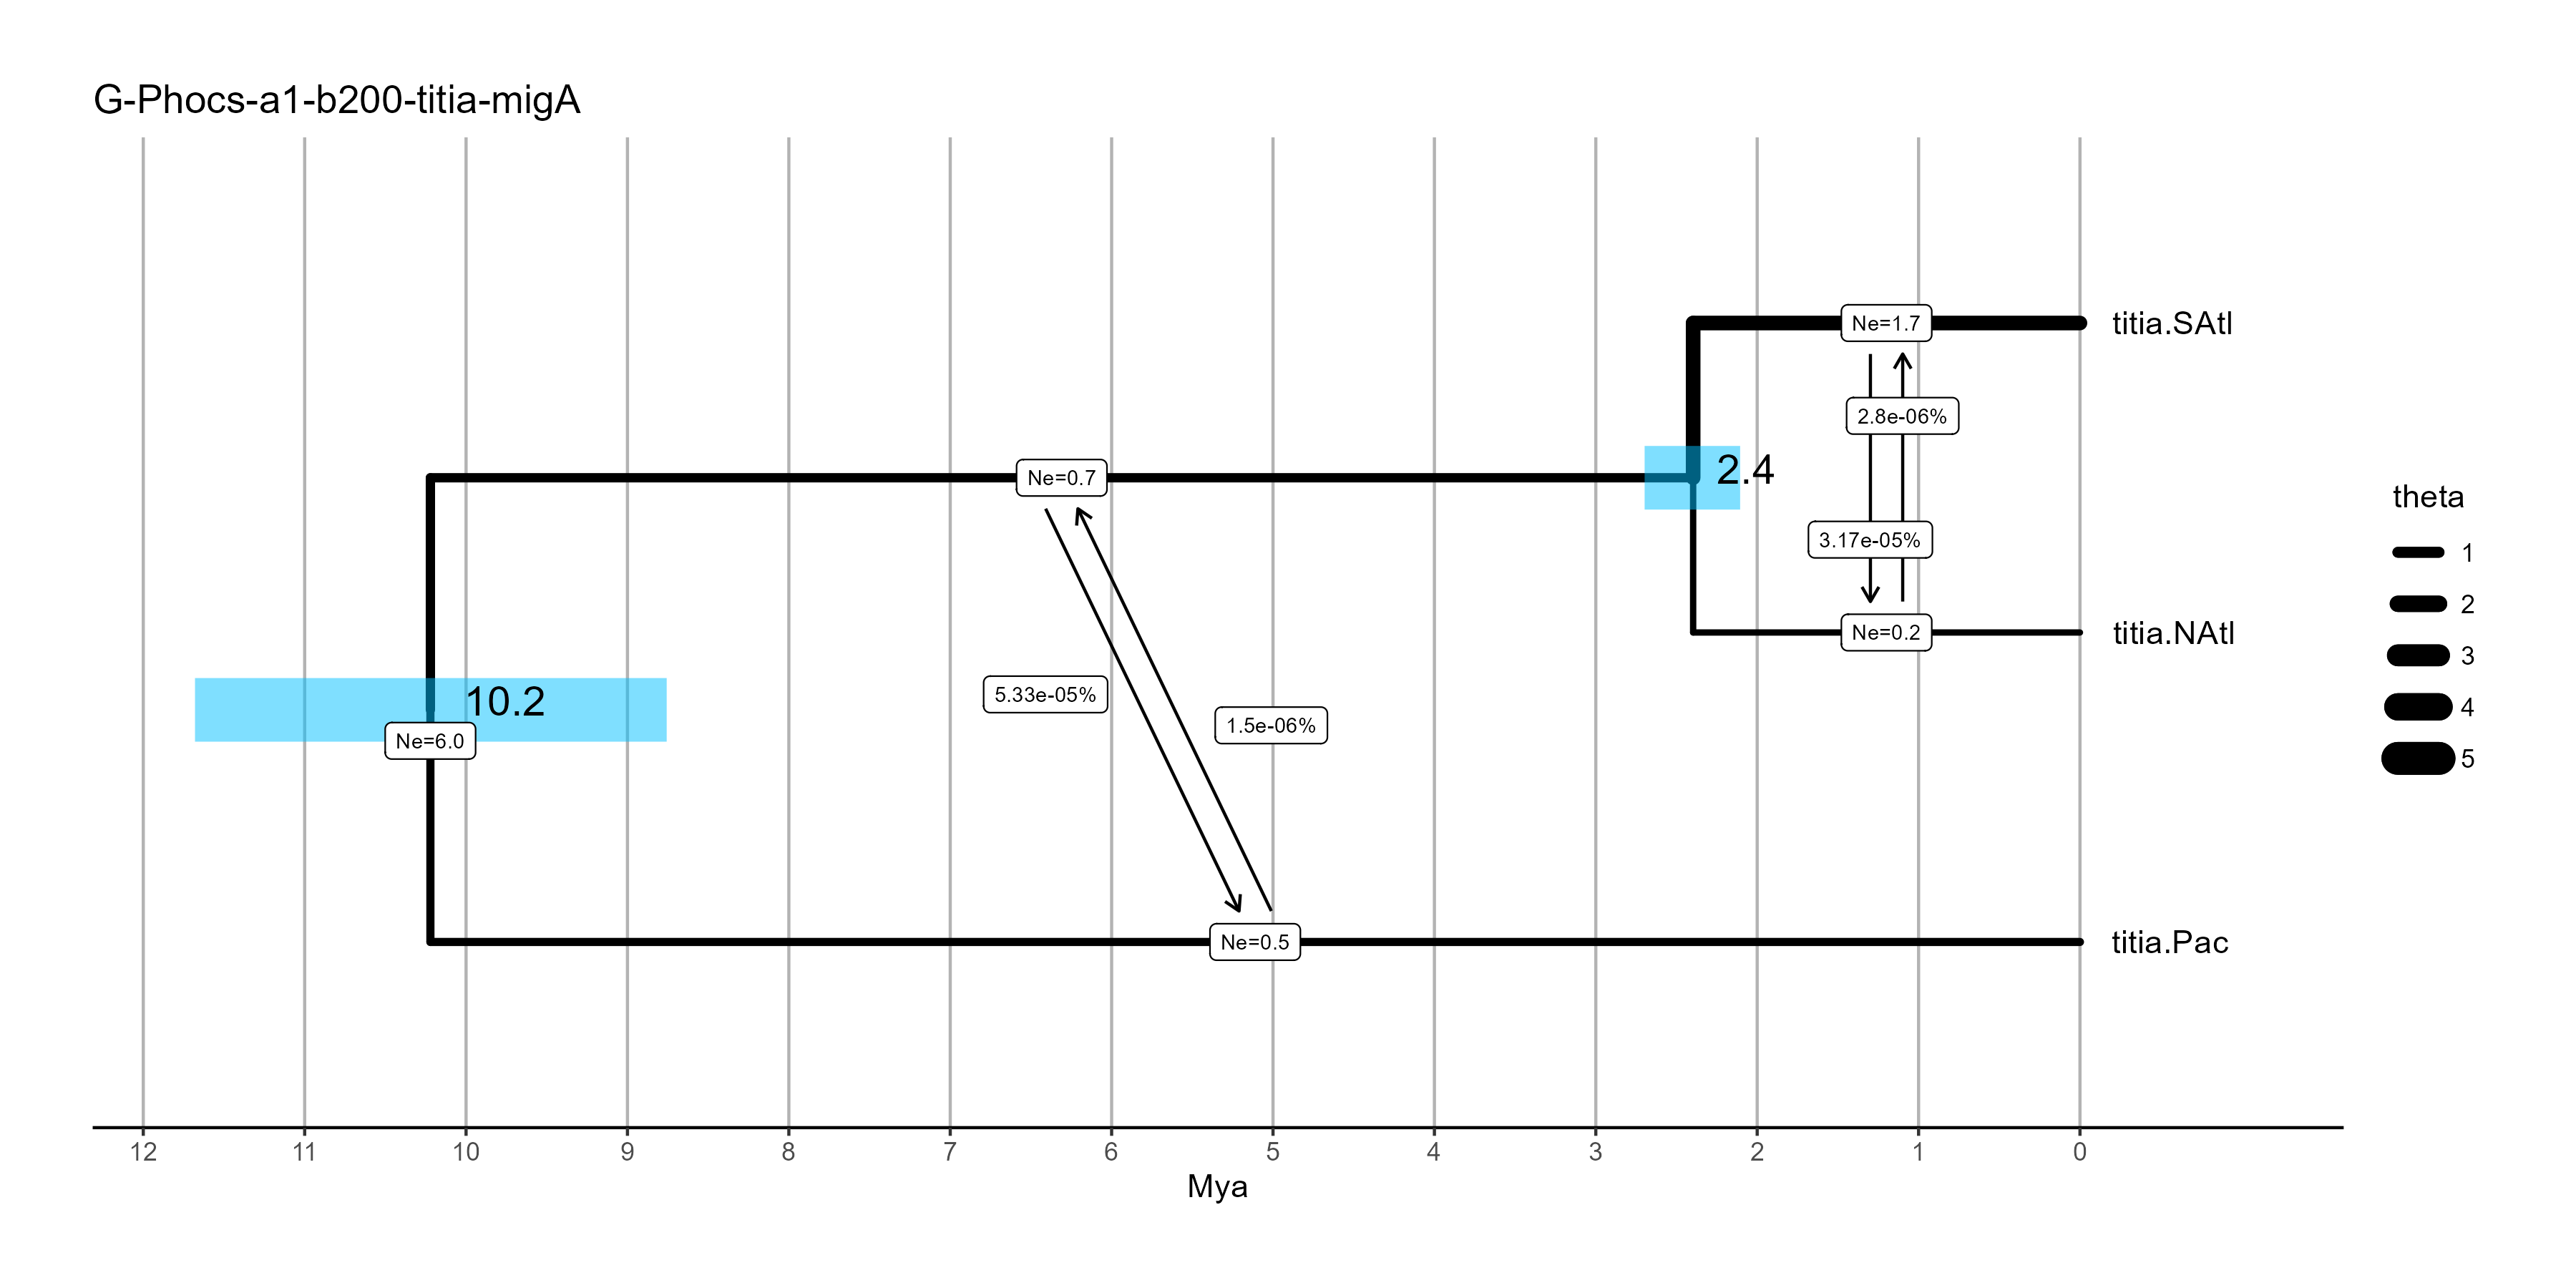 G-Phocs-a1-b200-titia-migA
Ne=1.7
titia.SAtl
2.8e-06%
Ne=0.7
2.4
theta
3.17e-05%
1
2
Ne=0.2
titia.NAtl
3
5.33e-05%
10.2
4
1.5e-06%
Ne=6.0
5
Ne=0.5
titia.Pac
12 11 10 9 8 7 6 5 4 3 2 1 0
Mya